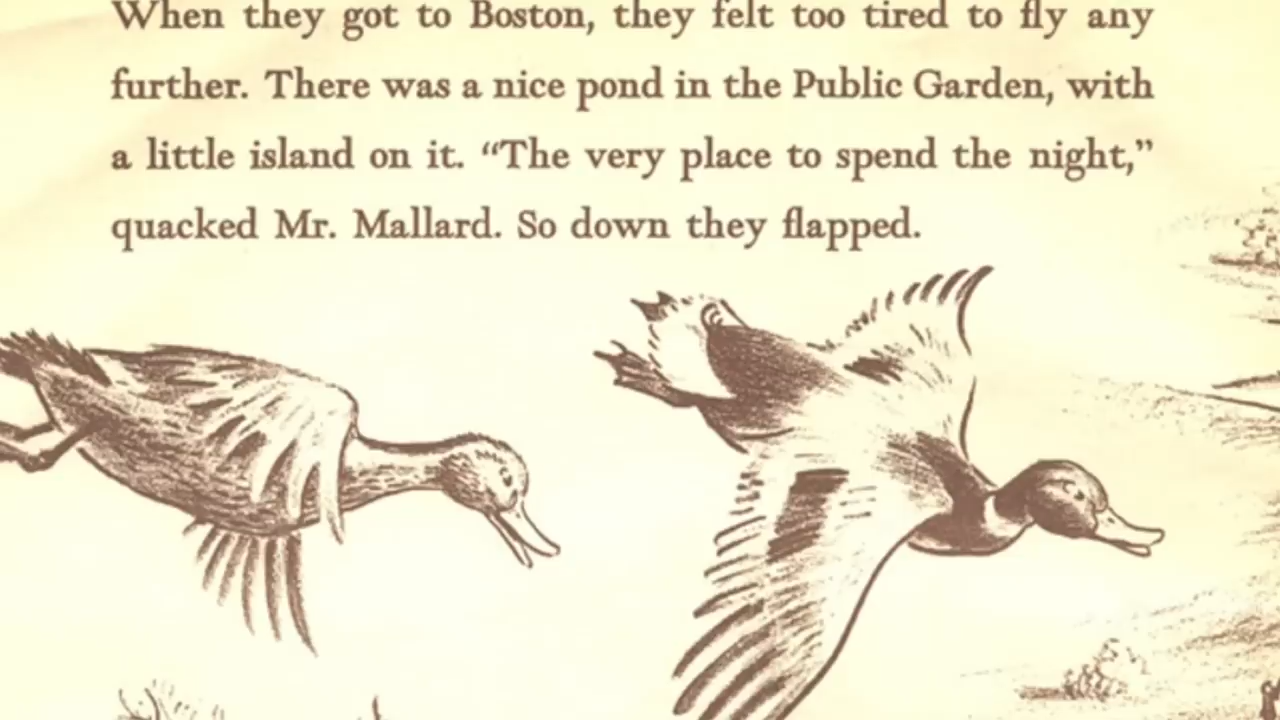 When they got to Boston, they felt too tired to fly any
further. There was a nice pond in the Public Garden, with
a little island on it. “The very place to spend the night,”
quacked Mr. Mallard. So down they flapped.